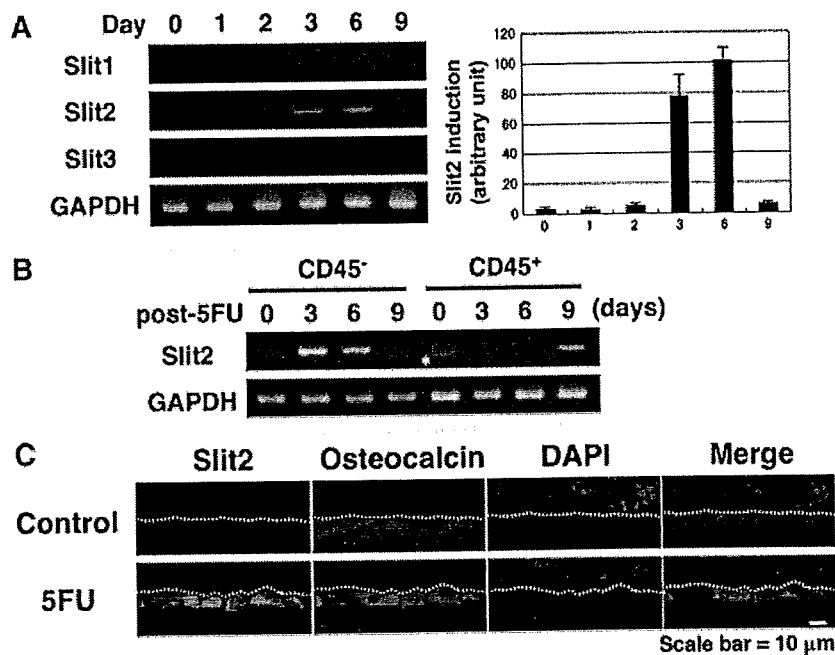 A
Day 0 1 2 3 6 9
Slit1
Slit2
Slit3
GAPDH
Slit2 induction
(arbitrary unit)
120
100
80
60
40
20
0
0 1 2 3 6 9
B
CD45- CD45+
post-5FU 0 3 6 9 0 3 6 9 (days)
Slit2
GAPDH
C
Slit2 Osteocalcin DAPI Merge
Control
5FU
Scale bar = 10 µm